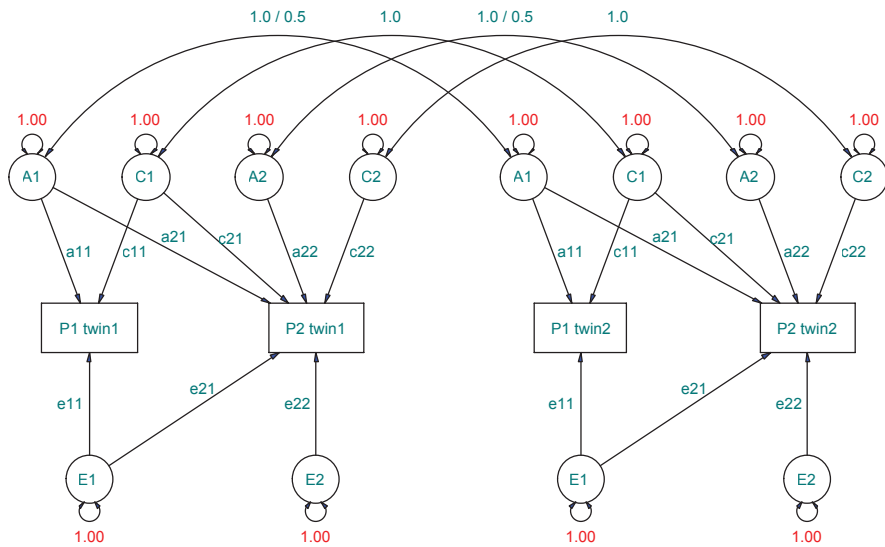 1.0 / 0.5 1.0 1.0 / 0.5 1.0
1.00 1.00 1.00 1.00 1.00 1.00 1.00 1.00
A1 C1 A2 C2 A1 C1 A2 C2
a11 c11 a21 c21 a22 c22 a11 c11 a21 c21 a22 c22
P1 twin1 P2 twin1 P1 twin2 P2 twin2
e11 e21 e22 e11 e21 e22
E1 E2 E1 E2
1.00 1.00 1.00 1.00